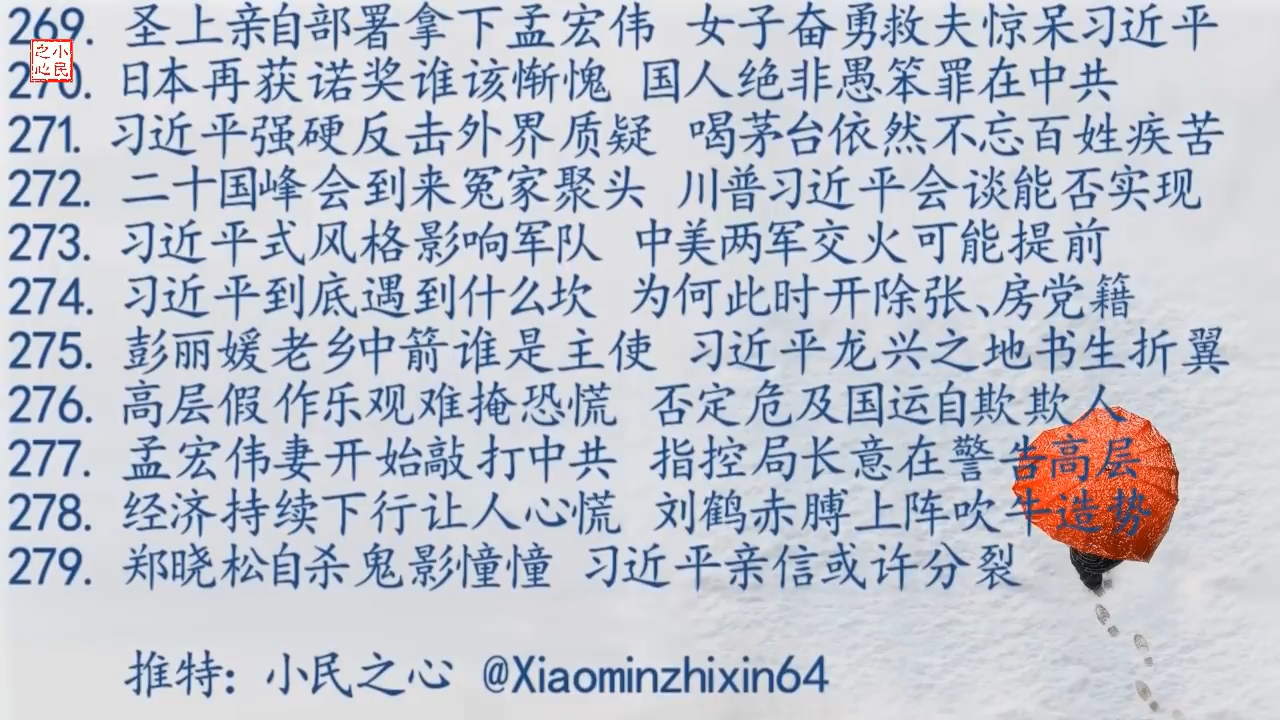 269. 圣上亲自部署拿下孟宏伟 女子奋勇救夫惊呆习近平
小民之心
270. 日本再获诺奖谁该惭愧 国人绝非愚笨罪在中共
271. 习近平强硬反击外界质疑 喝茅台依然不忘百姓疾苦
272. 二十国峰会到来冤家聚头 川普习近平会谈能否实现
273. 习近平式风格影响军队 中美两军交火可能提前
274. 习近平到底遇到什么坎 为何此时开除张、房党籍
275. 彭丽媛老乡中箭谁是主使 习近平龙兴之地书生折翼
276. 高层假作乐观难掩恐慌 否定危及国运自欺欺人
277. 孟宏伟妻开始敲打中共 指控局长意在警告高层
278. 经济持续下行让人心慌 刘鹤赤膊上阵吹牛造势
279. 郑晓松自杀鬼影憧憧 习近平亲信或许分裂
推特: 小民之心 @Xiaominzhixin64